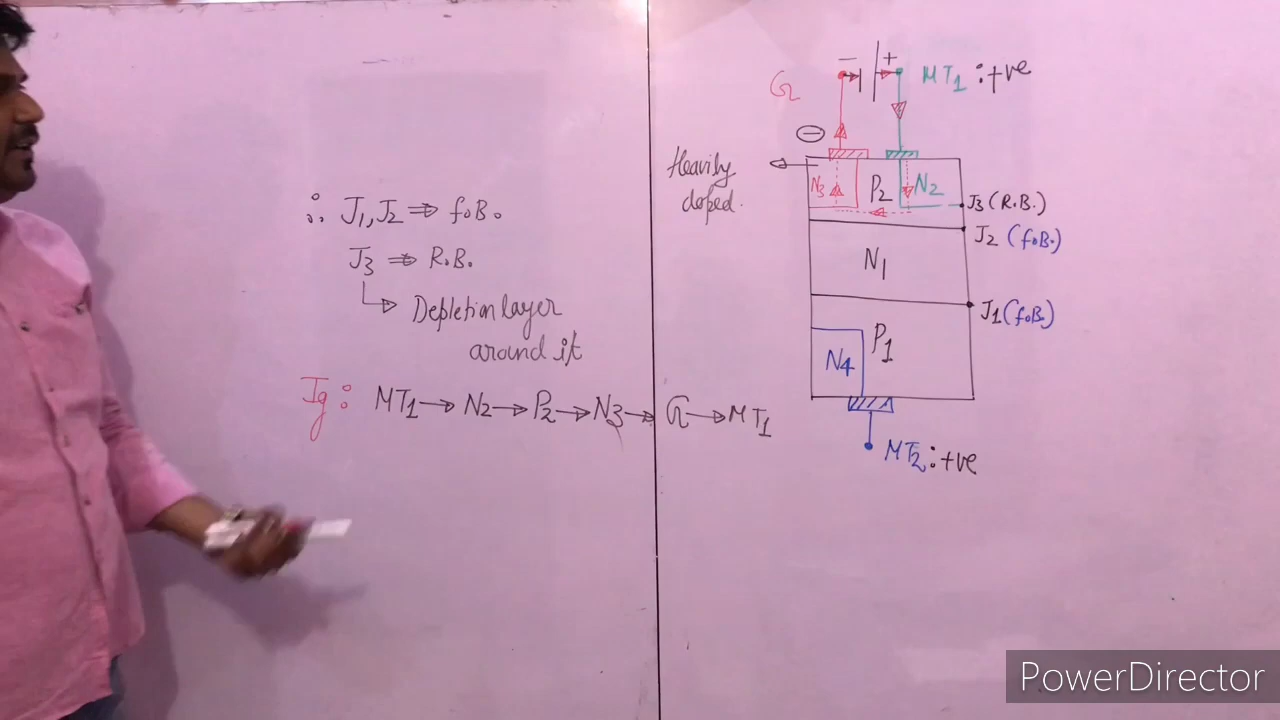 ∴ J1, J2 ⇒ f.B.
J3 ⇒ R.B.
Depletion layer
around it
Ig: MT1 → N2 → P2 → N3 → G → MT1
− +
G MT1 : +ve
−
Heavily
doped.
N3 P2 N2
J3 (R.B.)
J2 (f.B.)
N1
J1 (f.B.)
P1
N4
MT2 : +ve
PowerDirector